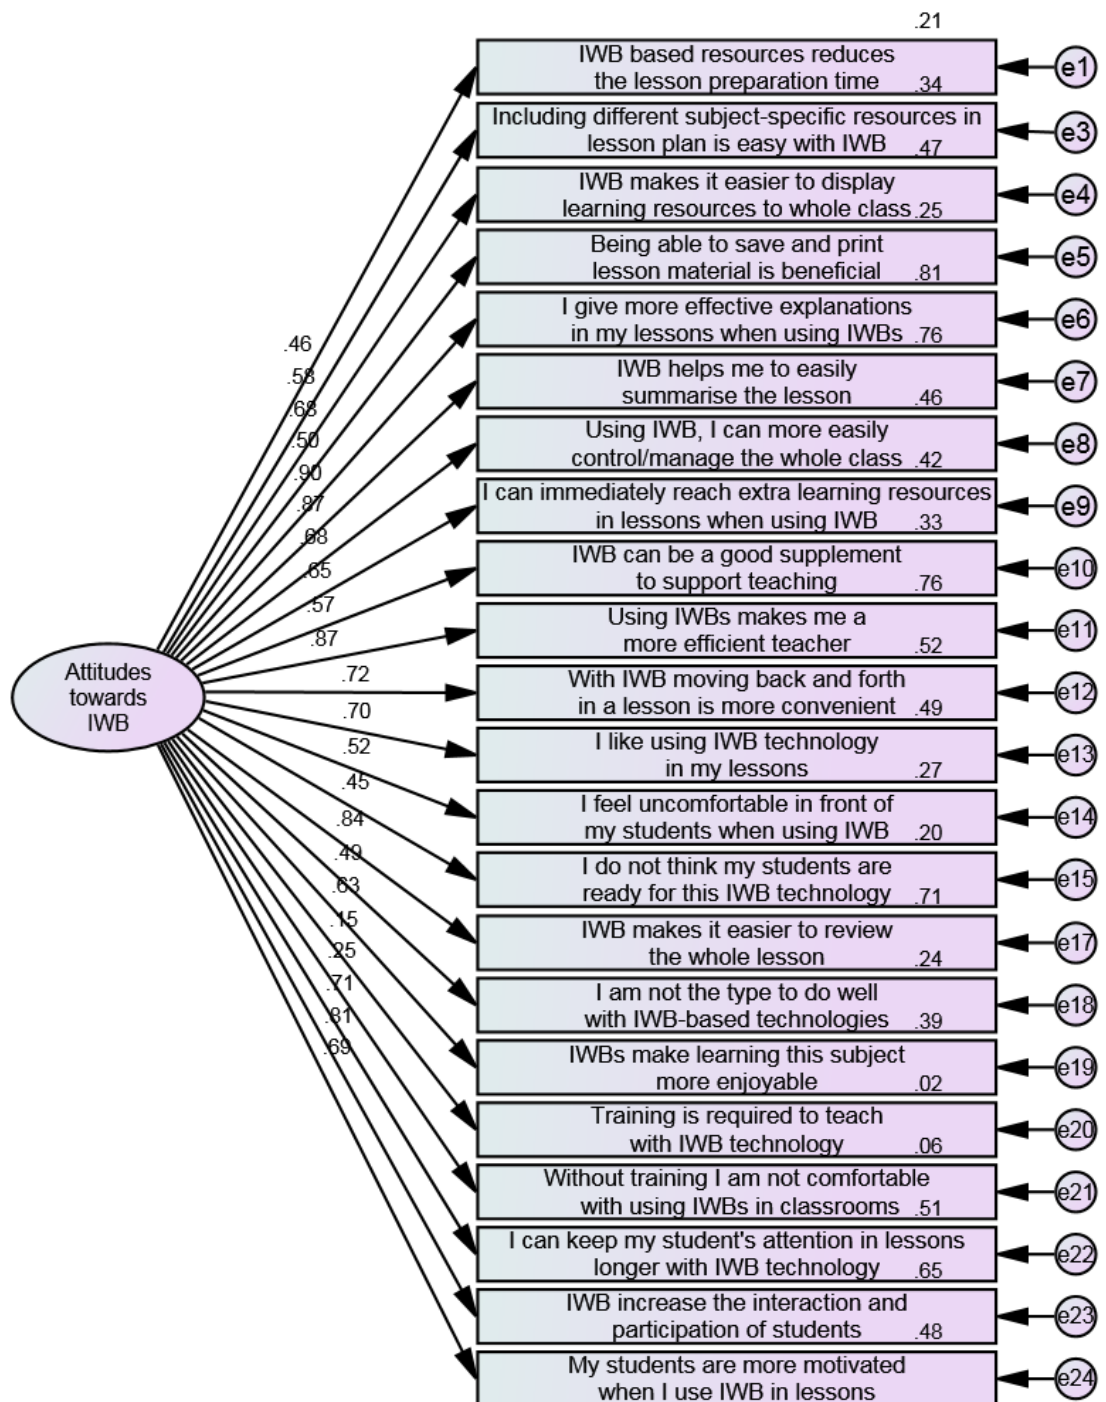 .21
IWB based resources reduces
the lesson preparation time .34
e1
Including different subject-specific resources in
lesson plan is easy with IWB .47
e3
IWB makes it easier to display
learning resources to whole class .25
e4
Being able to save and print
lesson material is beneficial .81
e5
I give more effective explanations
in my lessons when using IWBs .76
e6
IWB helps me to easily
summarise the lesson .46
e7
Using IWB, I can more easily
control/manage the whole class .42
e8
I can immediately reach extra learning resources
in lessons when using IWB .33
e9
IWB can be a good supplement
to support teaching .76
e10
Using IWBs makes me a
more efficient teacher .52
e11
With IWB moving back and forth
in a lesson is more convenient .49
e12
I like using IWB technology
in my lessons .27
e13
I feel uncomfortable in front of
my students when using IWB .20
e14
I do not think my students are
ready for this IWB technology .71
e15
IWB makes it easier to review
the whole lesson .24
e17
I am not the type to do well
with IWB-based technologies .39
e18
IWBs make learning this subject
more enjoyable .02
e19
Training is required to teach
with IWB technology .06
e20
Without training I am not comfortable
with using IWBs in classrooms .51
e21
I can keep my student's attention in lessons
longer with IWB technology .65
e22
IWB increase the interaction and
participation of students .48
e23
My students are more motivated
when I use IWB in lessons
e24
.46
.58
.68
.50
.90
.87
.68
.65
.57
.87
.72
.70
.52
.45
.84
.49
.63
.15
.25
.71
.81
.69
Attitudes
towards
IWB